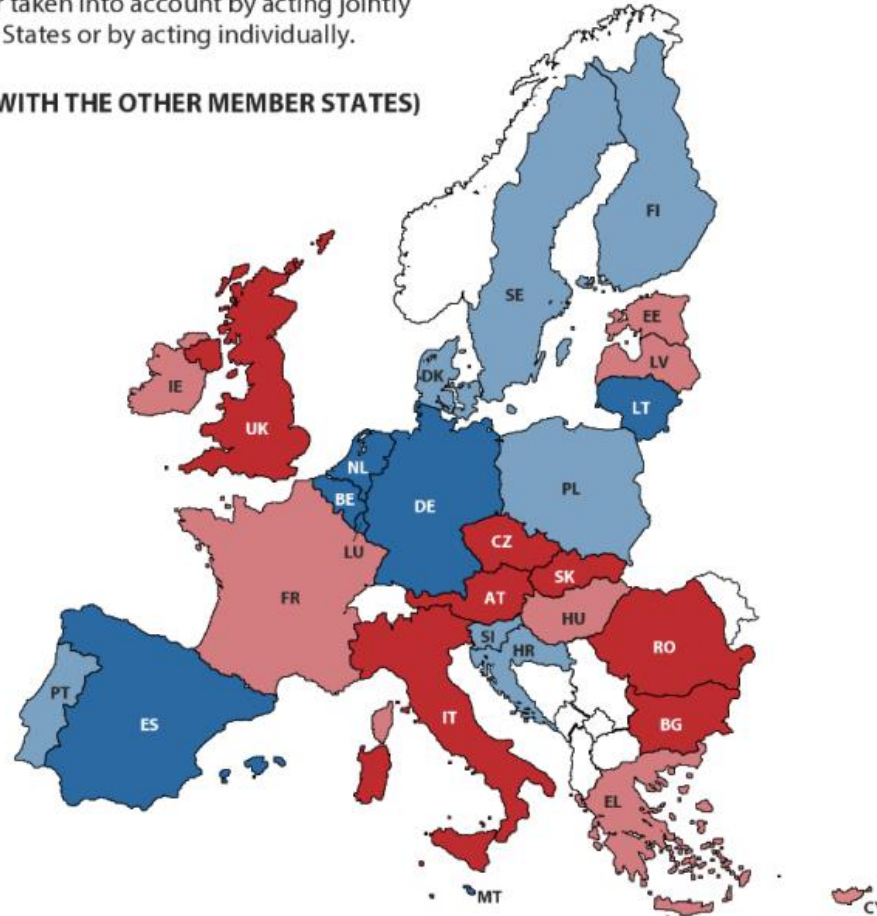 taken into account by acting jointly
States or by acting individually.
WITH THE OTHER MEMBER STATES)
FI
SE
EE
LV
DK
LT
IE
UK
NL
PL
BE
DE
LU
CZ
SK
FR
AT
HU
SI
HR
RO
PT
ES
IT
BG
EL
MT